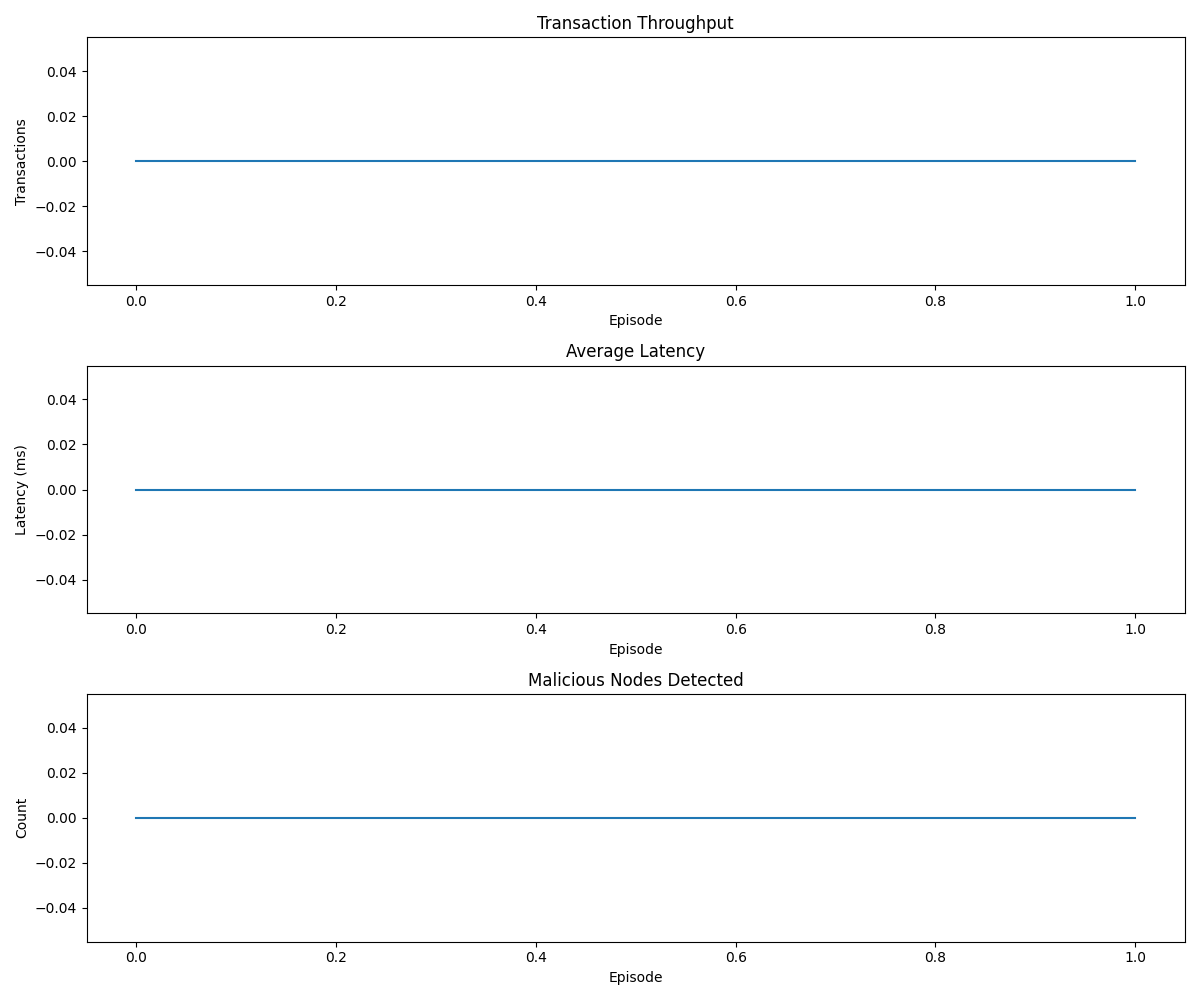 Transaction Throughput
Transactions
0.04
0.02
0.00
−0.02
−0.04
0.0 0.2 0.4 0.6 0.8 1.0
Episode
Average Latency
Latency (ms)
0.04
0.02
0.00
−0.02
−0.04
0.0 0.2 0.4 0.6 0.8 1.0
Episode
Malicious Nodes Detected
Count
0.04
0.02
0.00
−0.02
−0.04
0.0 0.2 0.4 0.6 0.8 1.0
Episode